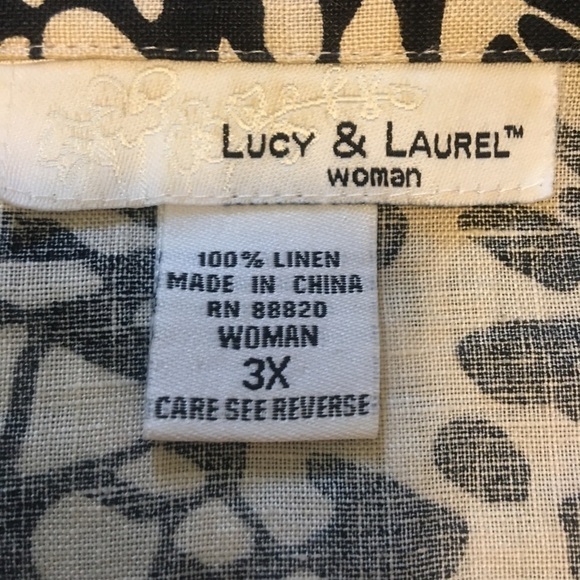 LUCY & LAUREL™
woman
100% LINEN
MADE IN CHINA
RN 88820
WOMAN
3X
CARE SEE REVERSE